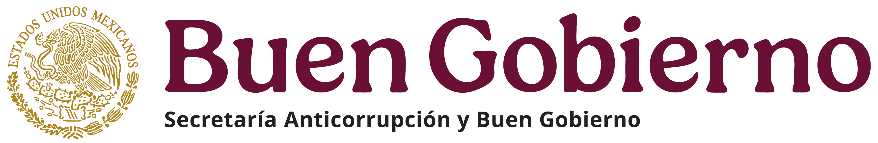 ESTADOS UNIDOS MEXICANOS
Buen Gobierno
Secretaría Anticorrupción y Buen Gobierno